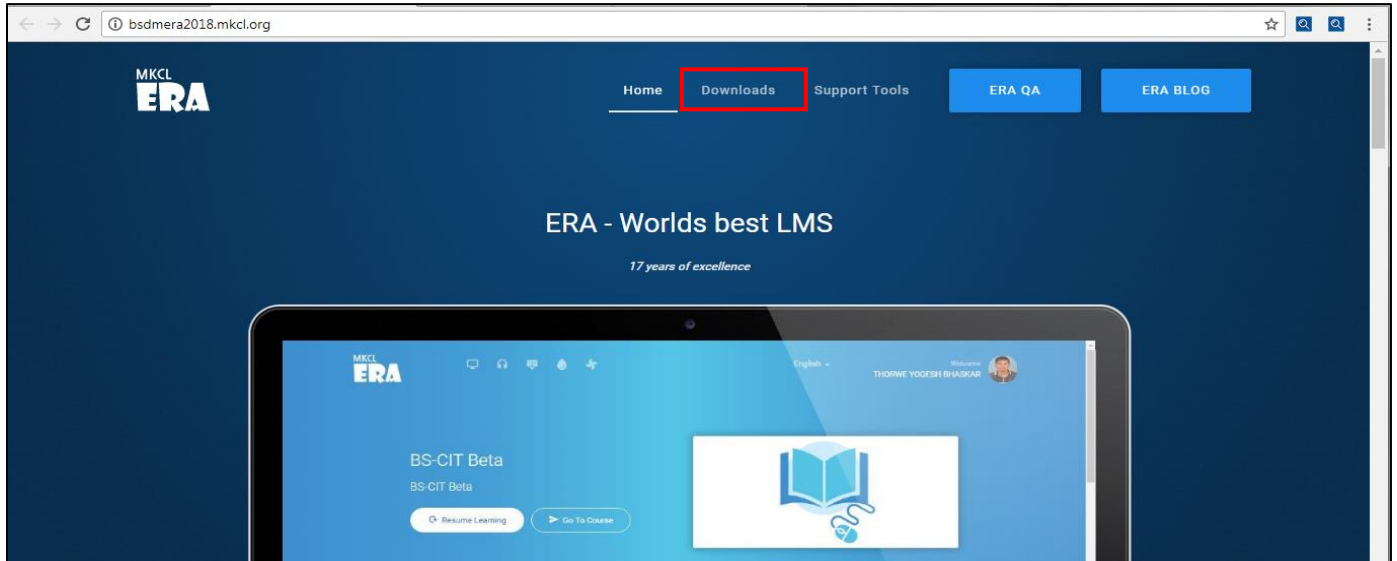 bsdmera2018.mkcl.org
MKCL
ERA
Home Downloads Support Tools ERA QA ERA BLOG
ERA - Worlds best LMS
17 years of excellence
MKCL
ERA
English
Welcome
THORWE YOGESH BHASKAR
BS-CIT Beta
BS-CIT Beta
Resume Learning Go To Course